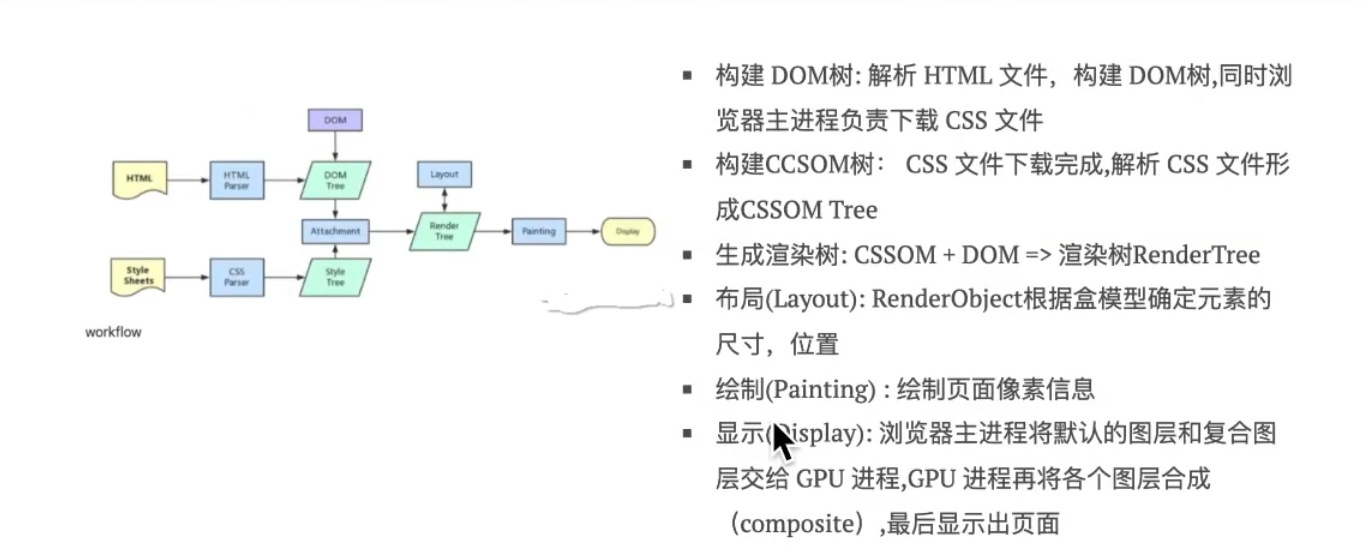 DOM
HTML
HTML
Parser
DOM
Tree
Layout
Attachment
Render
Tree
Painting
Display
Style
Sheets
CSS
Parser
Style
Tree
workflow
构建 DOM树: 解析 HTML 文件，构建 DOM树,同时浏
览器主进程负责下载 CSS 文件
构建CCSOM树： CSS 文件下载完成,解析 CSS 文件形
成CSSOM Tree
生成渲染树: CSSOM + DOM => 渲染树RenderTree
布局(Layout): RenderObject根据盒模型确定元素的
尺寸，位置
绘制(Painting) : 绘制页面像素信息
显示(Display): 浏览器主进程将默认的图层和复合图
层交给 GPU 进程,GPU 进程再将各个图层合成
（composite）,最后显示出页面